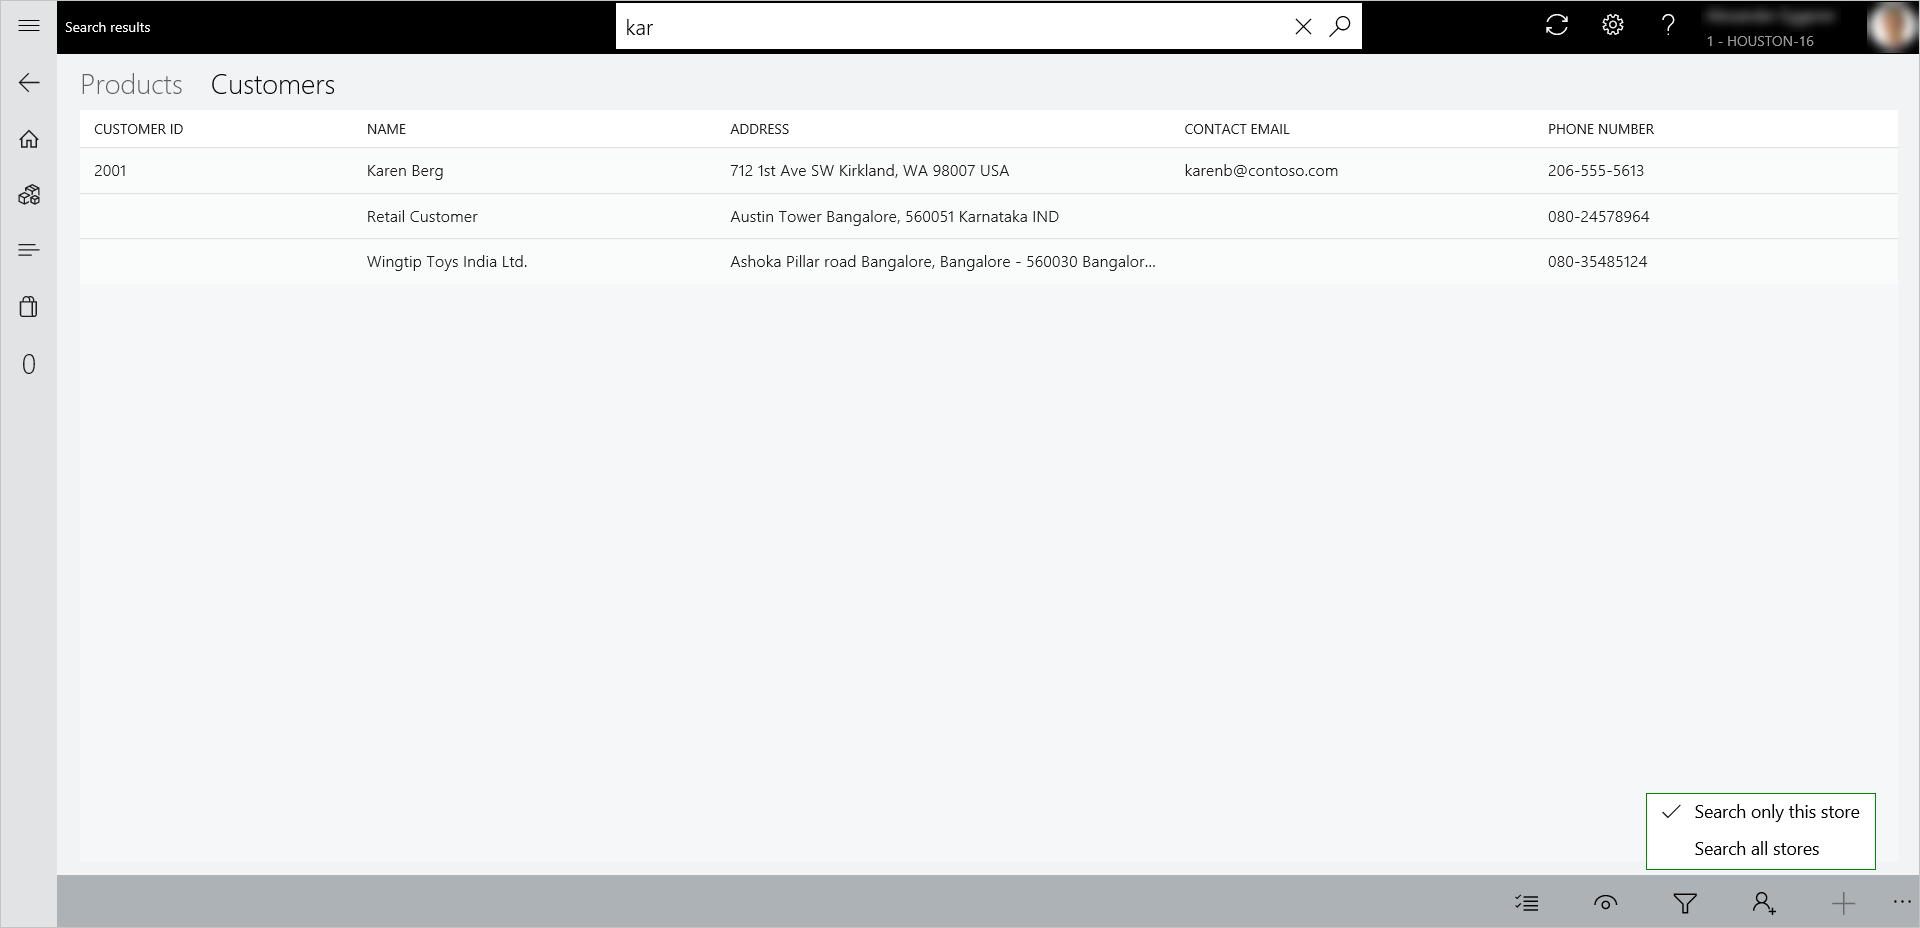 Search results
kar
?
1 - HOUSTON-16
Products Customers
CUSTOMER ID NAME ADDRESS CONTACT EMAIL PHONE NUMBER
2001 Karen Berg 712 1st Ave SW Kirkland, WA 98007 USA karenb@contoso.com 206-555-5613
Retail Customer Austin Tower Bangalore, 560051 Karnataka IND 080-24578964
Wingtip Toys India Ltd. Ashoka Pillar road Bangalore, Bangalore - 560030 Bangalor... 080-35485124
0
Search only this store
Search all stores